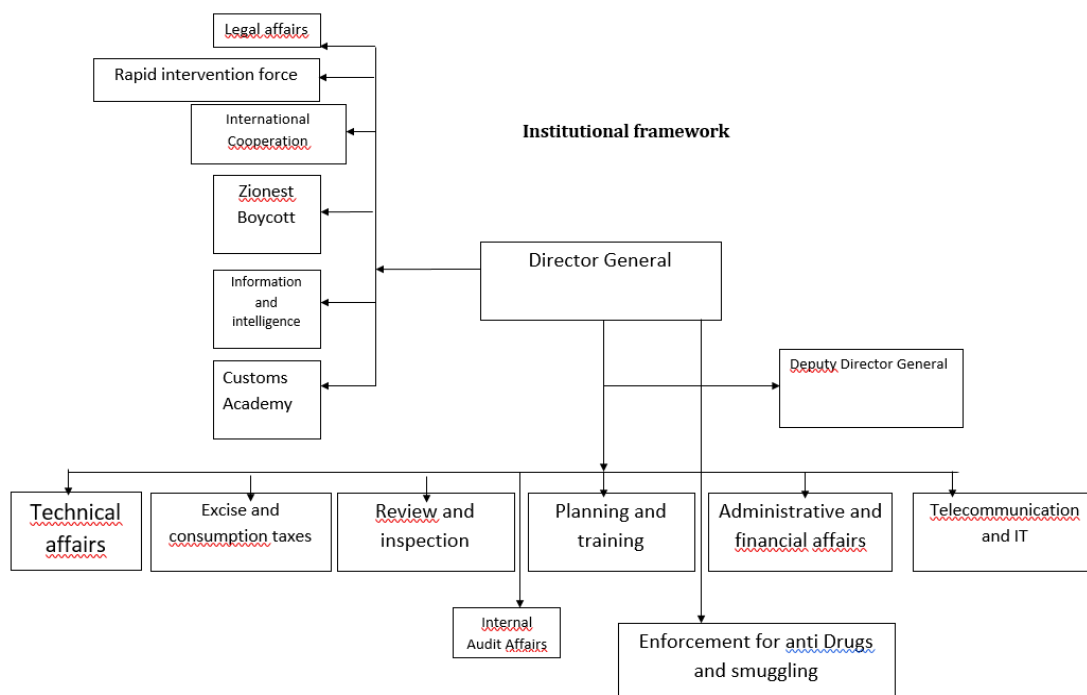 Legal affairs
Rapid intervention force
International
Cooperation
Institutional framework
Zionest
Boycott
Director General
Information
and
intelligence
Deputy Director General
Customs
Academy
Technical
affairs
Excise and
consumption taxes
Review and
inspection
Planning and
training
Administrative and
financial affairs
Telecommunication
and IT
Internal
Audit Affairs
Enforcement for anti Drugs
and smuggling